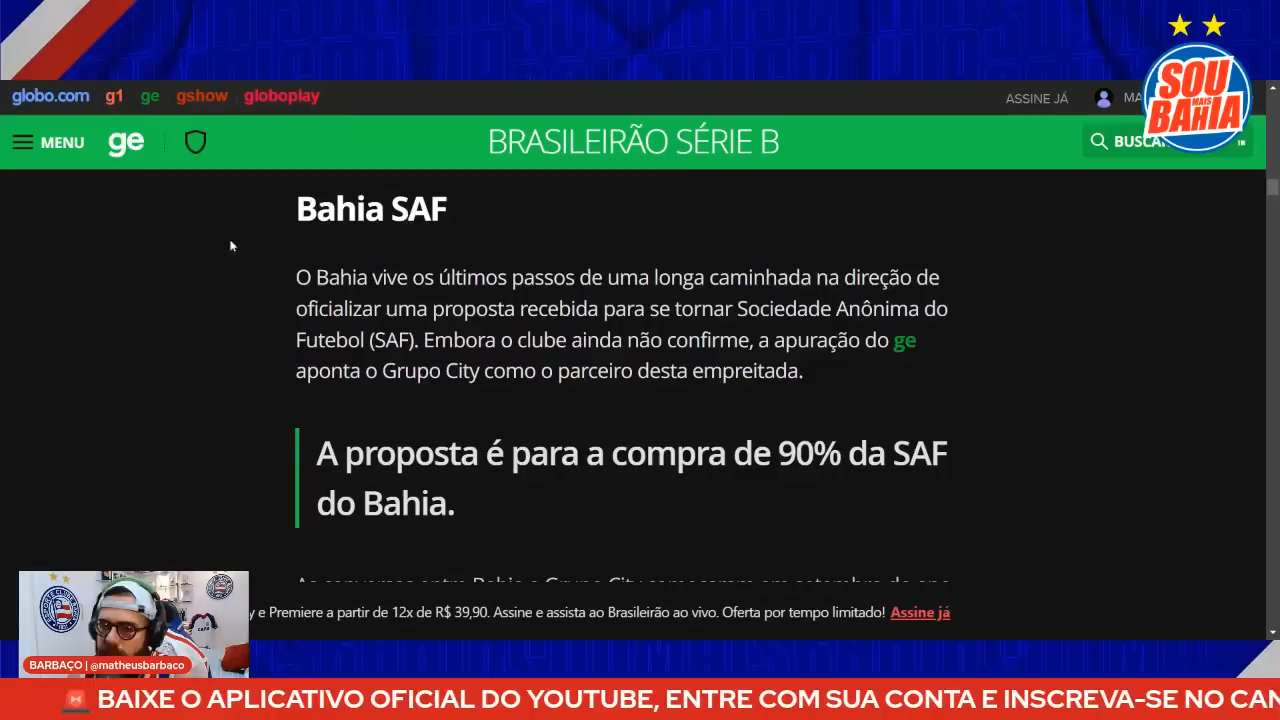 globo.com g1 ge gshow globoplay ASSINE JÁ
SOU
MAIS
BAHIA
MENU ge BRASILEIRÃO SÉRIE B
Bahia SAF
O Bahia vive os últimos passos de uma longa caminhada na direção de
oficializar uma proposta recebida para se tornar Sociedade Anônima do
Futebol (SAF). Embora o clube ainda não confirme, a apuração do ge
aponta o Grupo City como o parceiro desta empreitada.
A proposta é para a compra de 90% da SAF
do Bahia.
y e Premiere a partir de 12x de R$ 39,90. Assine e assista ao Brasileirão ao vivo. Oferta por tempo limitado! Assine já
BARBAÇO | @matheusbarbaco
BAIXE O APLICATIVO OFICIAL DO YOUTUBE, ENTRE COM SUA CONTA E INSCREVA-SE NO CAN